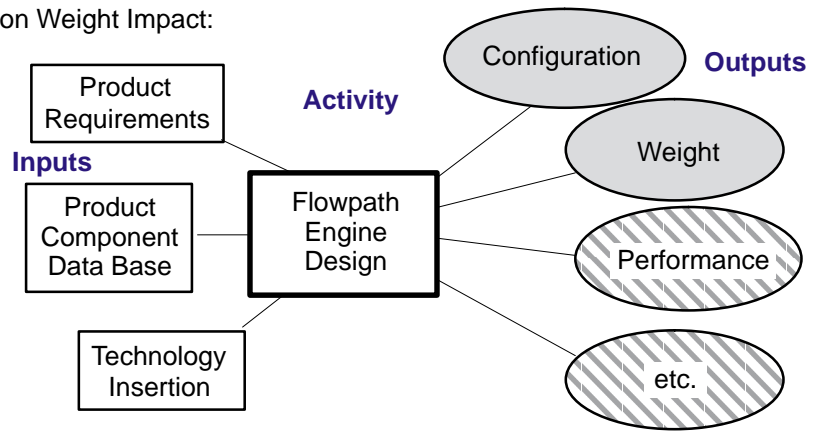 on Weight Impact:
Configuration
Outputs
Product
Requirements
Activity
Inputs
Weight
Product
Component
Data Base
Flowpath
Engine
Design
Performance
Technology
Insertion
etc.